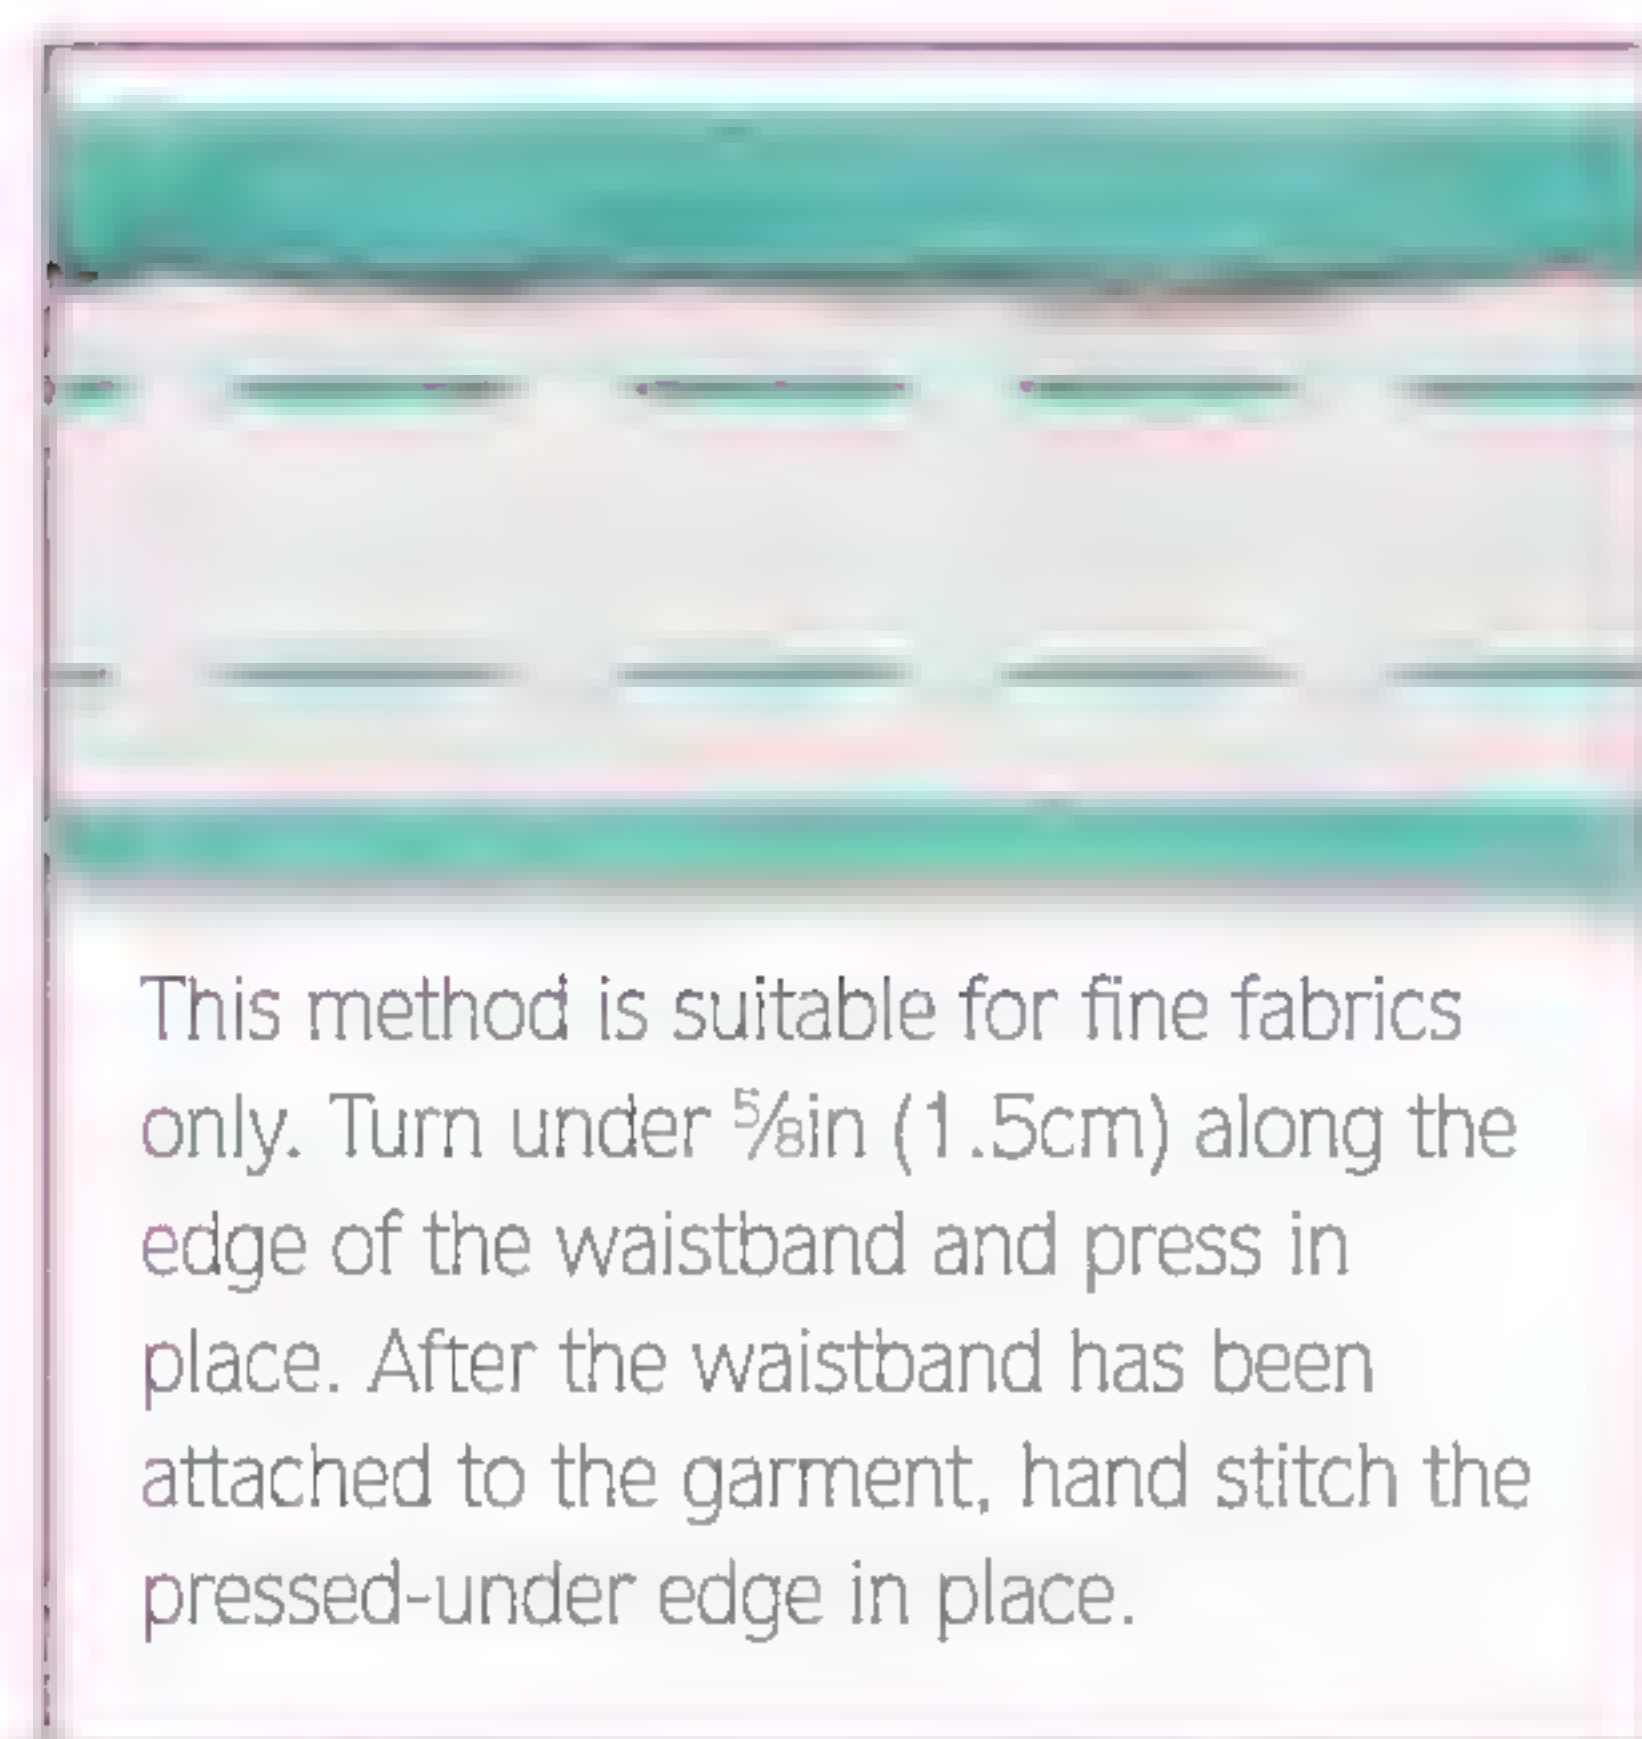 This method is suitable for fine fabrics
only. Turn under ⅝in (1.5cm) along the
edge of the waistband and press in
place. After the waistband has been
attached to the garment, hand stitch the
pressed-under edge in place.